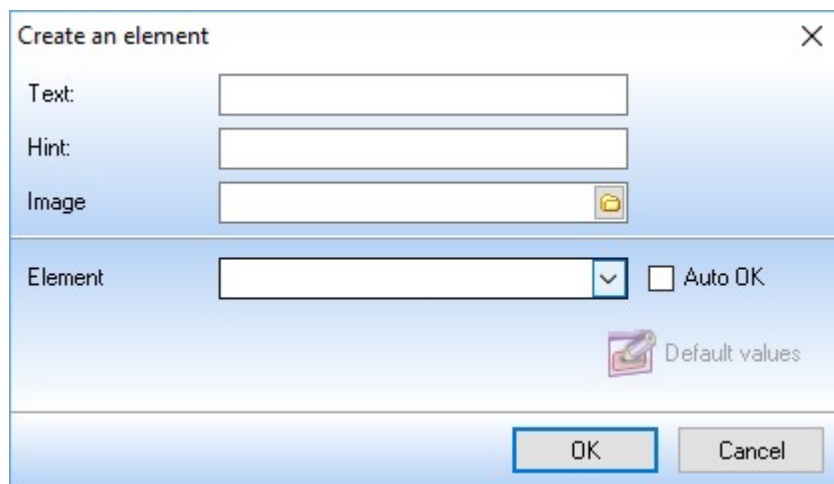 Create an element
Text:
Hint:
Image
Element
Auto OK
Default values
OK
Cancel